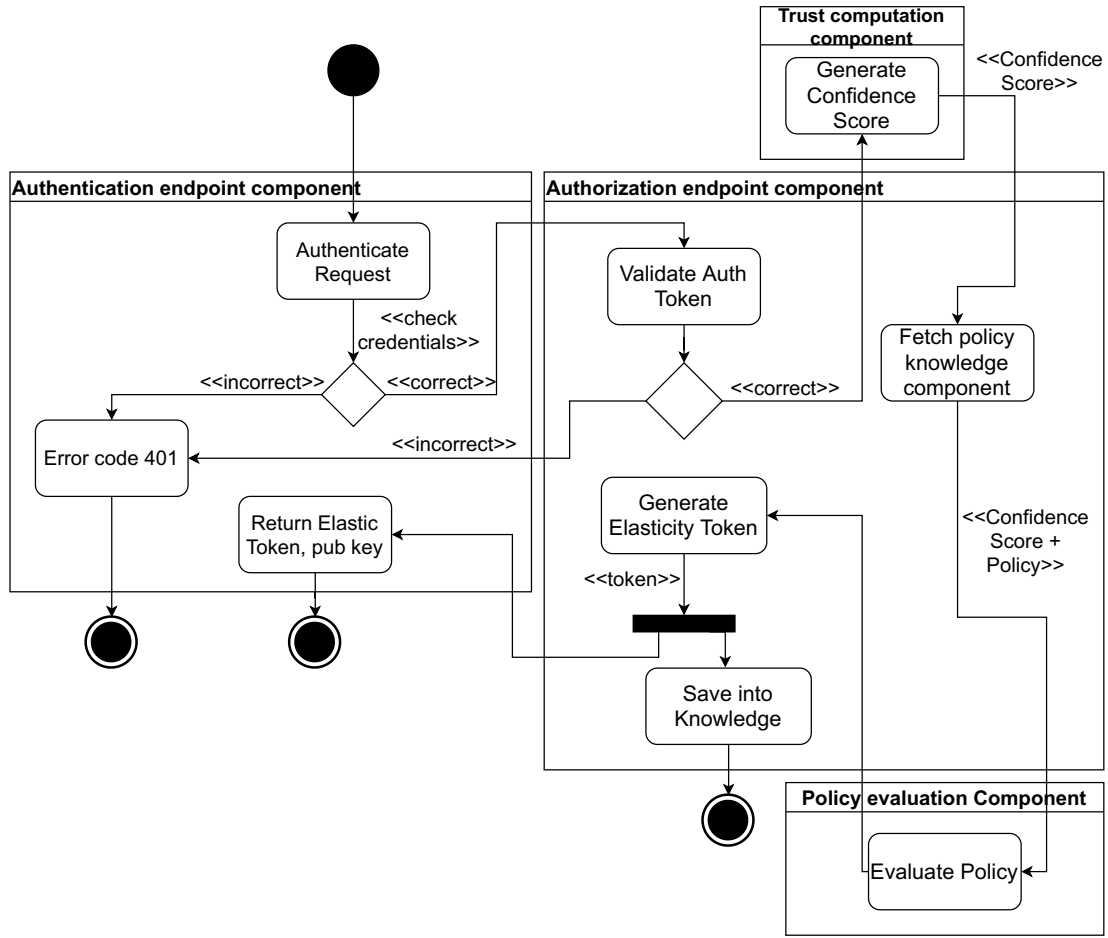 Trust computation
component
Generate
Confidence
Score
<<Confidence
Score>>
Authentication endpoint component
Authorization endpoint component
Authenticate
Request
Validate Auth
Token
<<check
credentials>>
Fetch policy
knowledge
component
<<incorrect>>
<<correct>>
<<correct>>
Error code 401
<<incorrect>>
Generate
Elasticity Token
Return Elastic
Token, pub key
<<Confidence
Score +
Policy>>
<<token>>
Save into
Knowledge
Policy evaluation Component
Evaluate Policy